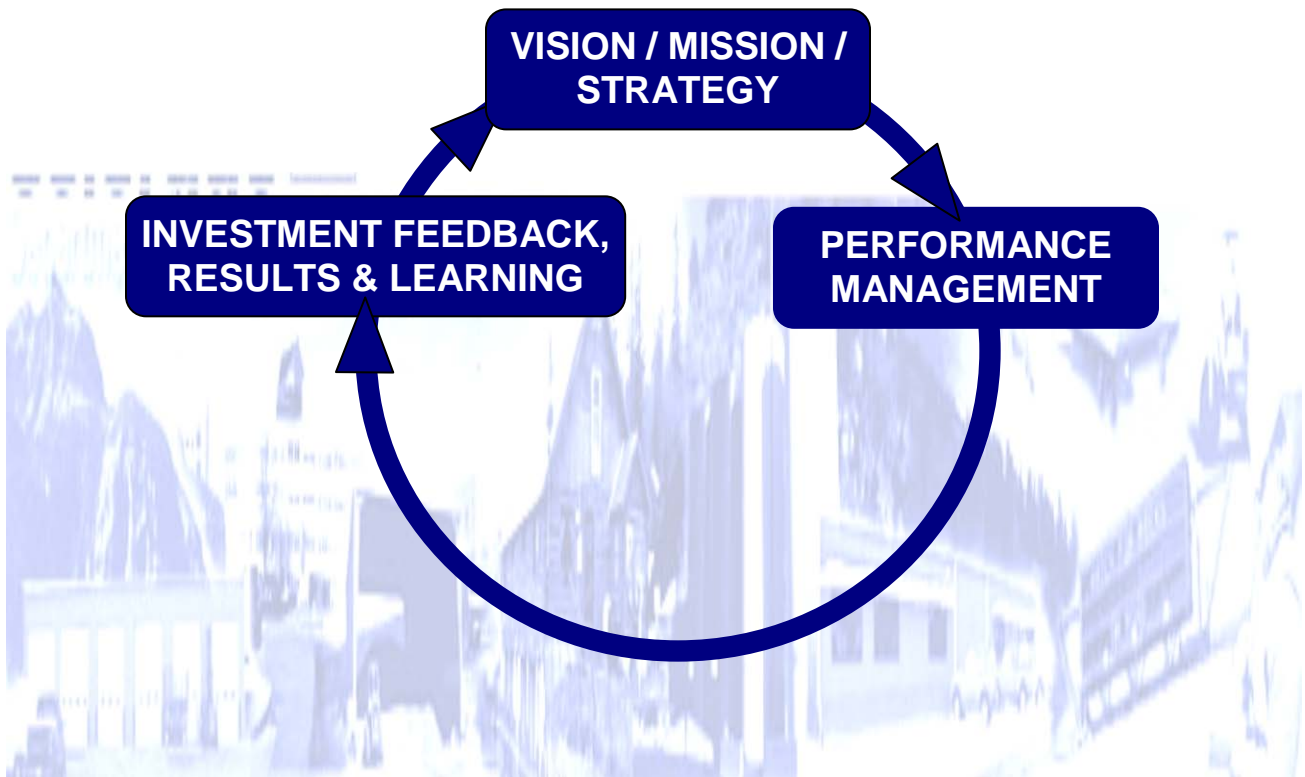 VISION / MISSION /
STRATEGY
INVESTMENT FEEDBACK,
RESULTS & LEARNING
PERFORMANCE
MANAGEMENT